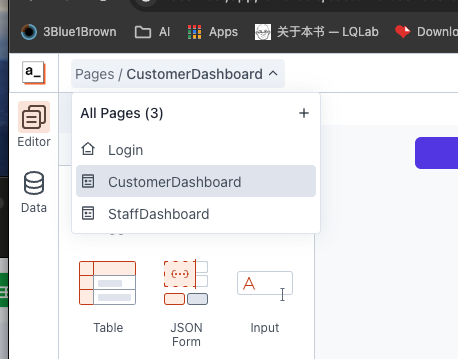 3Blue1Brown AI Apps 关于本书 — LQLab Downlo
a_ Pages / CustomerDashboard
All Pages (3) +
Editor
Login
CustomerDashboard
Data
StaffDashboard
A
Table JSON Form Input